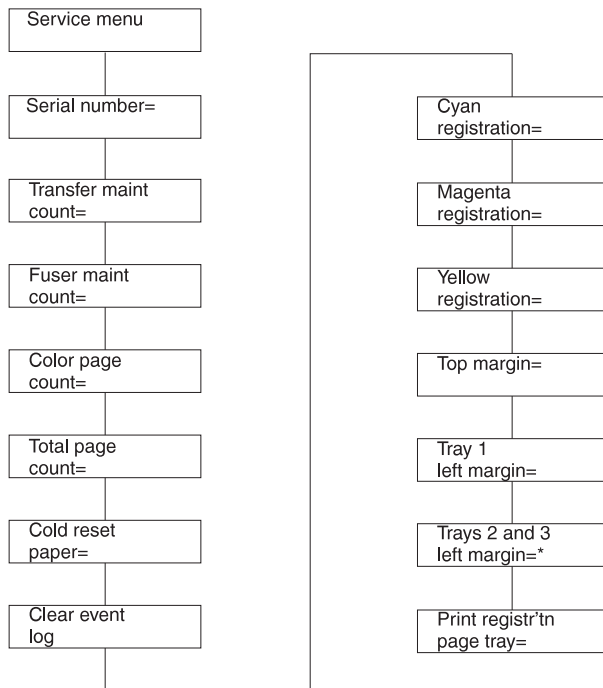 Service menu
Serial number=
Transfer maint
count=
Fuser maint
count=
Color page
count=
Total page
count=
Cold reset
paper=
Clear event
log
Cyan
registration=
Magenta
registration=
Yellow
registration=
Top margin=
Tray 1
left margin=
Trays 2 and 3
left margin=*
Print registr'tn
page tray=